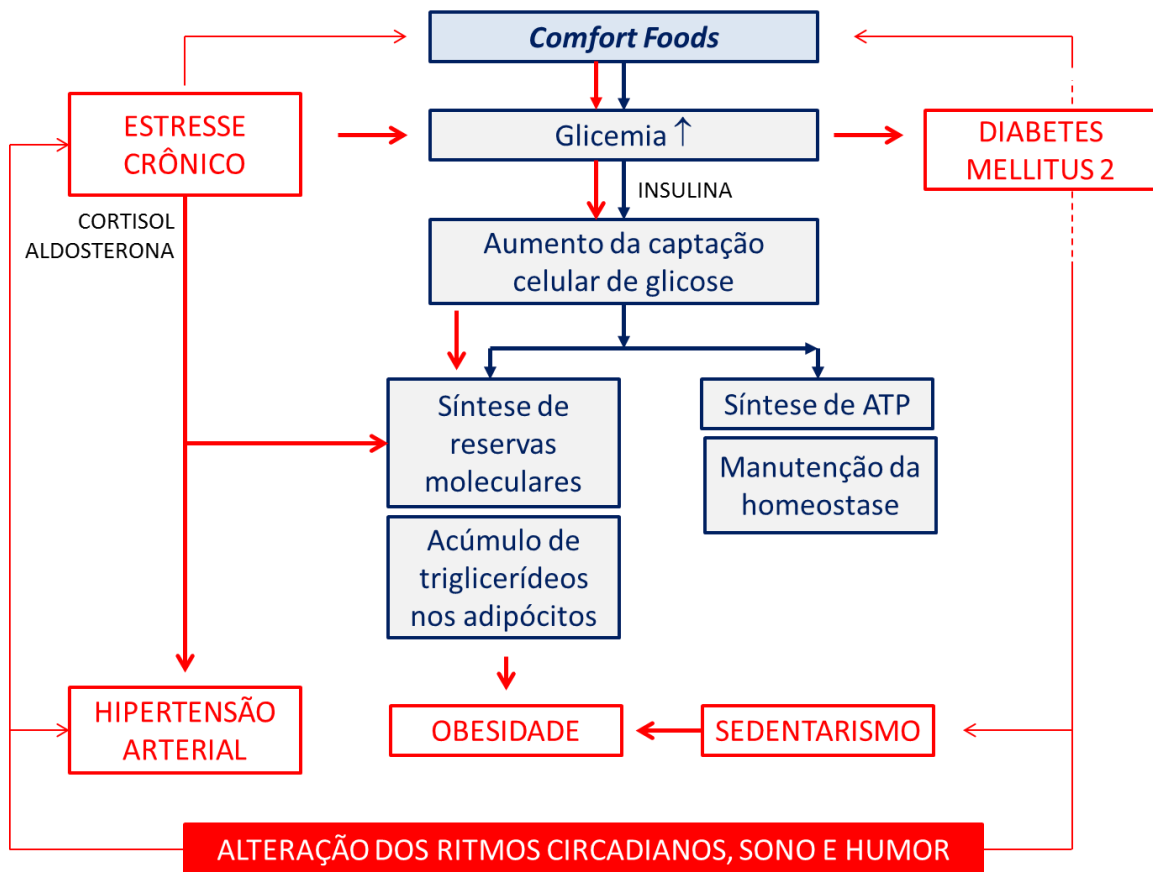 Comfort Foods
ESTRESSE
CRÔNICO
Glicemia ↑
DIABETES
MELLITUS 2
INSULINA
CORTISOL
ALDOSTERONA
Aumento da captação
celular de glicose
Síntese de
reservas
moleculares
Síntese de ATP
Manutenção da
homeostase
Acúmulo de
triglicerídeos
nos adipócitos
HIPERTENSÃO
ARTERIAL
OBESIDADE
SEDENTARISMO
ALTERAÇÃO DOS RITMOS CIRCADIANOS, SONO E HUMOR